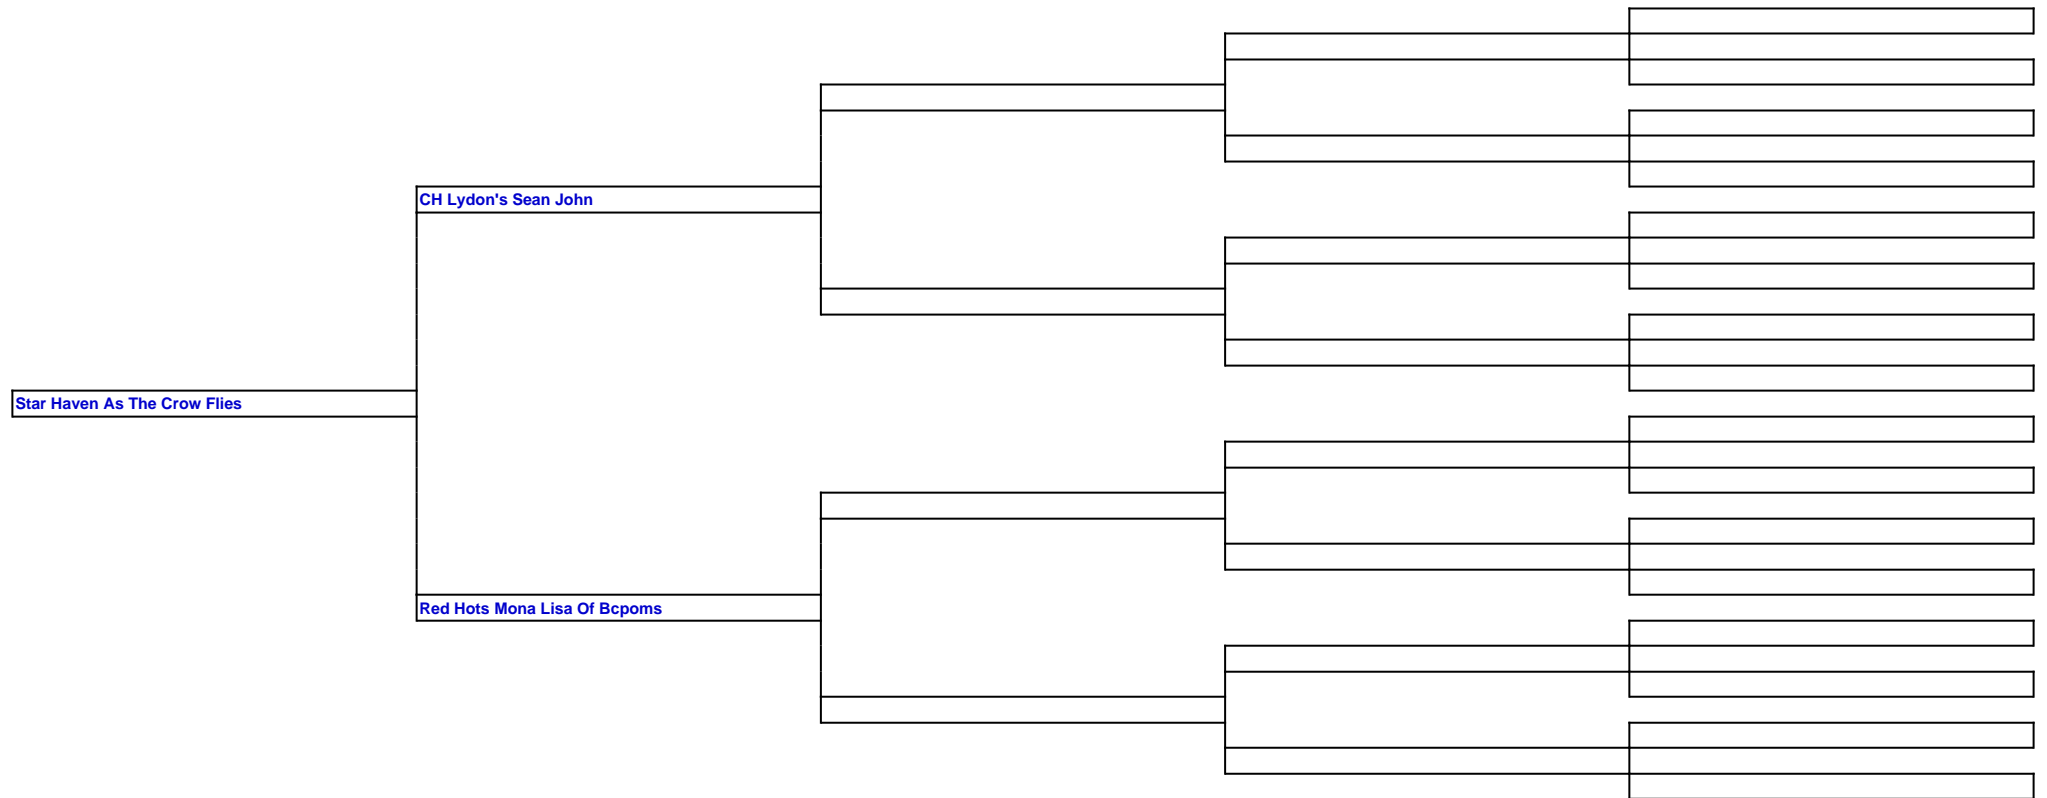 CH Lydon's Sean John
Star Haven As The Crow Flies
Red Hots Mona Lisa Of Bcpoms